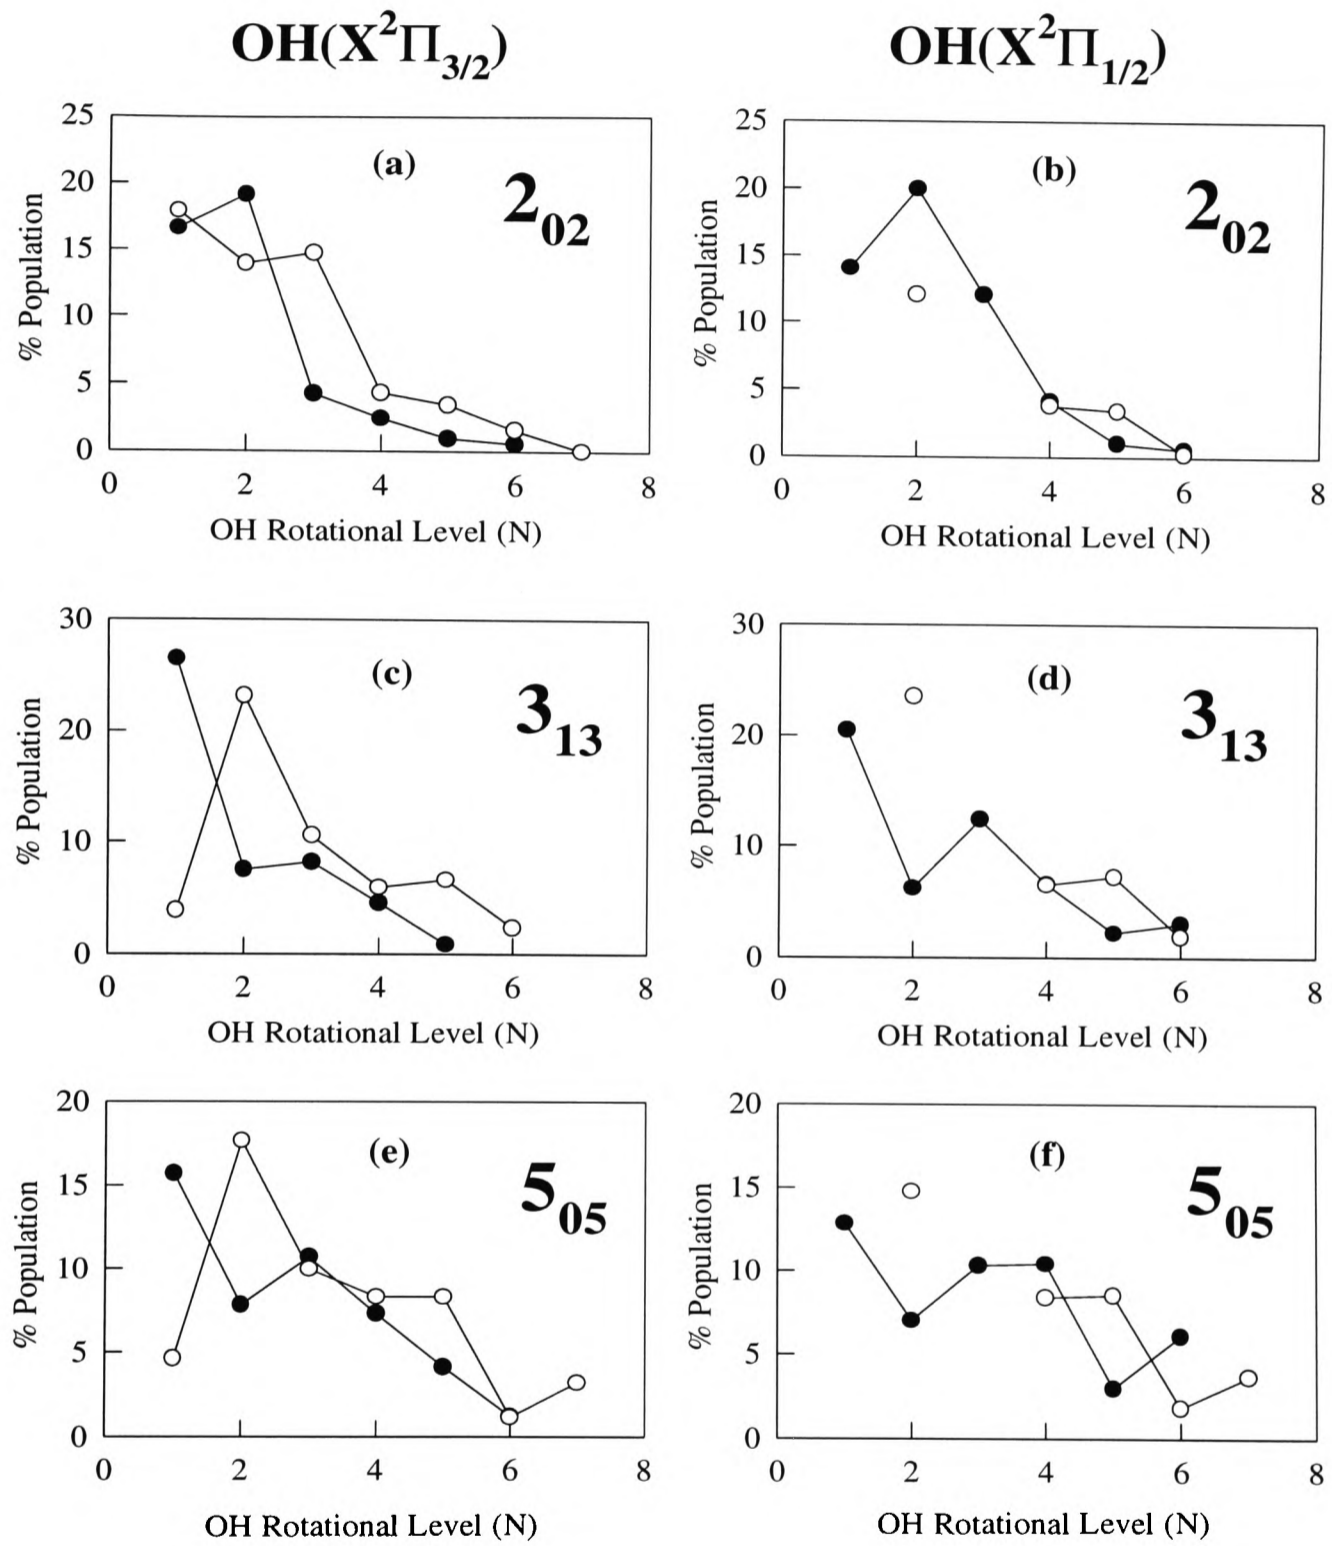 OH(X²Π₃/₂)
OH(X²Π₁/₂)
25
20
15
10
5
0
% Population
(a)
2₀₂
0 2 4 6 8
OH Rotational Level (N)
25
20
15
10
5
0
% Population
(b)
2₀₂
0 2 4 6 8
OH Rotational Level (N)
30
20
10
0
% Population
(c)
3₁₃
0 2 4 6 8
OH Rotational Level (N)
30
20
10
0
% Population
(d)
3₁₃
0 2 4 6 8
OH Rotational Level (N)
20
15
10
5
0
% Population
(e)
5₀₅
0 2 4 6 8
OH Rotational Level (N)
20
15
10
5
0
% Population
(f)
5₀₅
0 2 4 6 8
OH Rotational Level (N)